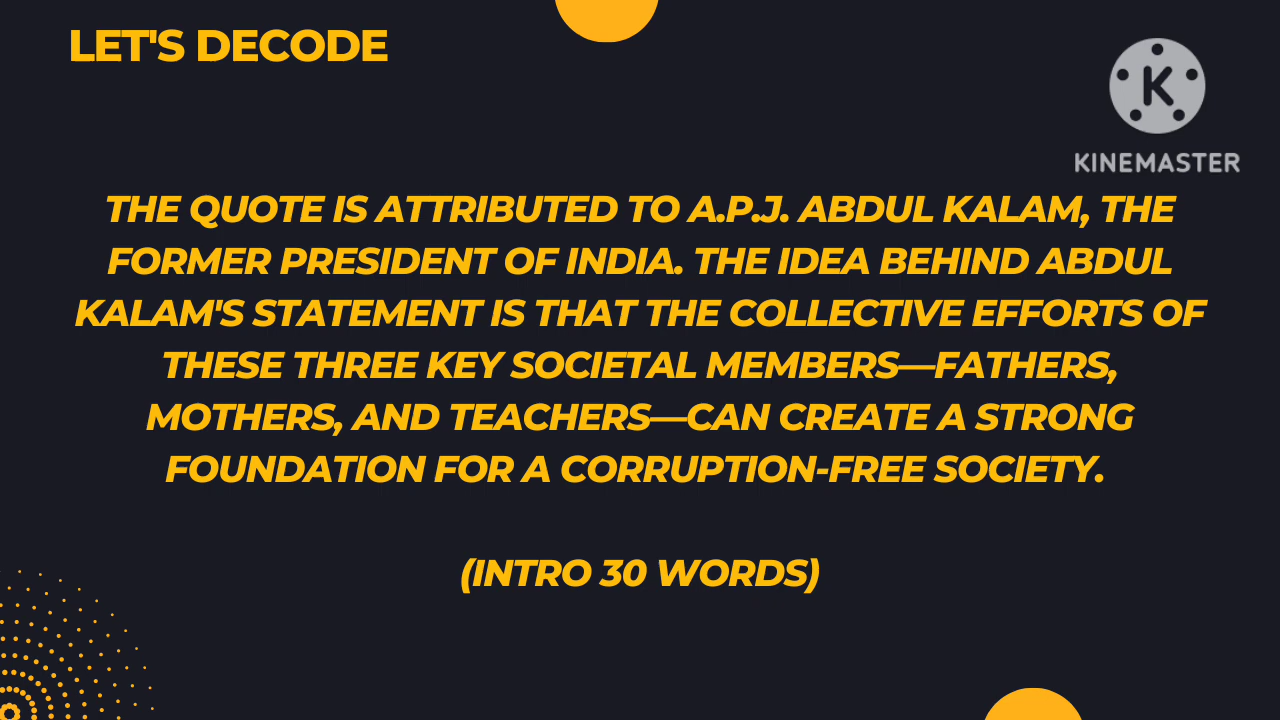 LET'S DECODE
KINEMASTER
THE QUOTE IS ATTRIBUTED TO A.P.J. ABDUL KALAM, THE
FORMER PRESIDENT OF INDIA. THE IDEA BEHIND ABDUL
KALAM'S STATEMENT IS THAT THE COLLECTIVE EFFORTS OF
THESE THREE KEY SOCIETAL MEMBERS—FATHERS,
MOTHERS, AND TEACHERS—CAN CREATE A STRONG
FOUNDATION FOR A CORRUPTION-FREE SOCIETY.
(INTRO 30 WORDS)